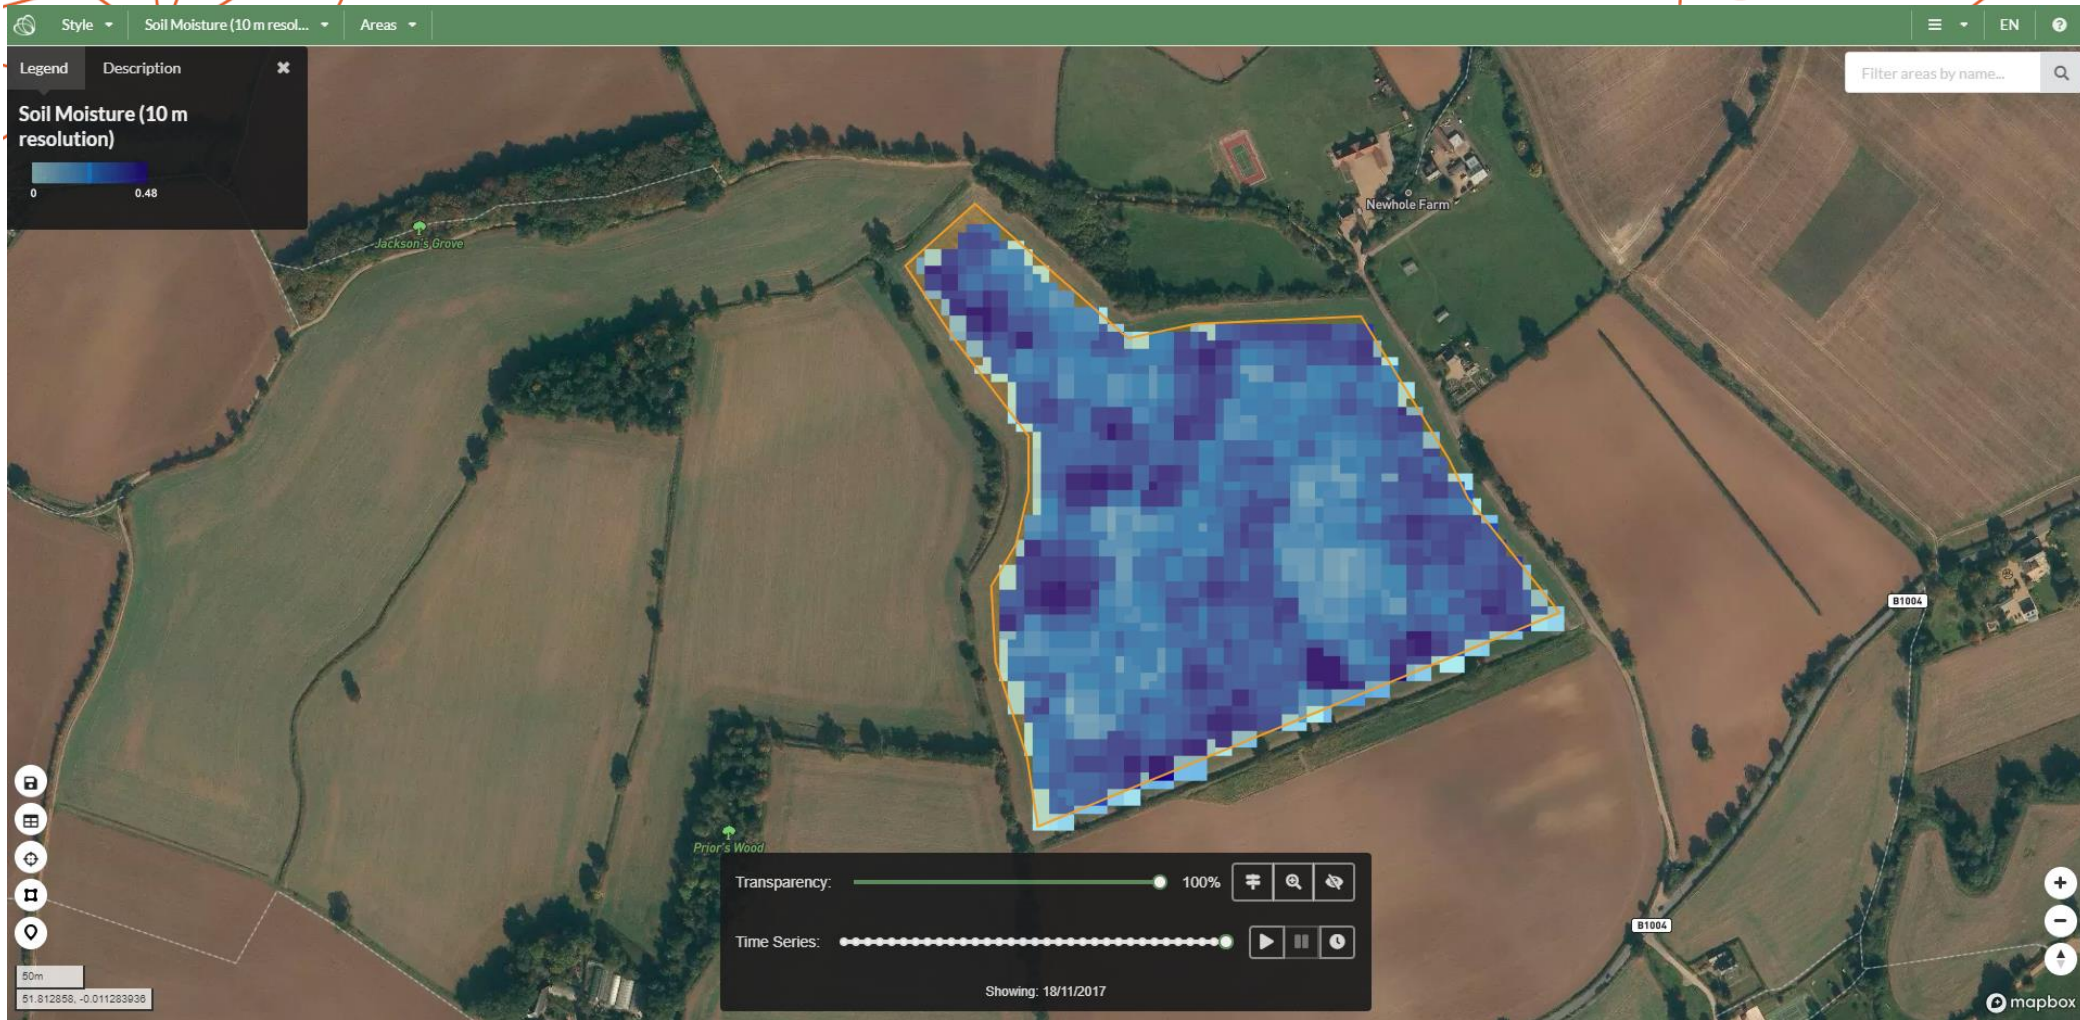 Style
Soil Moisture (10 m resol...
Areas
EN
Legend
Description
Filter areas by name...
Soil Moisture (10 m
resolution)
0
0.48
Newhole Farm
Jackson's Grove
B1004
Prior's Wood
Transparency:
100%
B1004
Time Series:
50m
Showing: 18/11/2017
51.812858, -0.011283936
mapbox